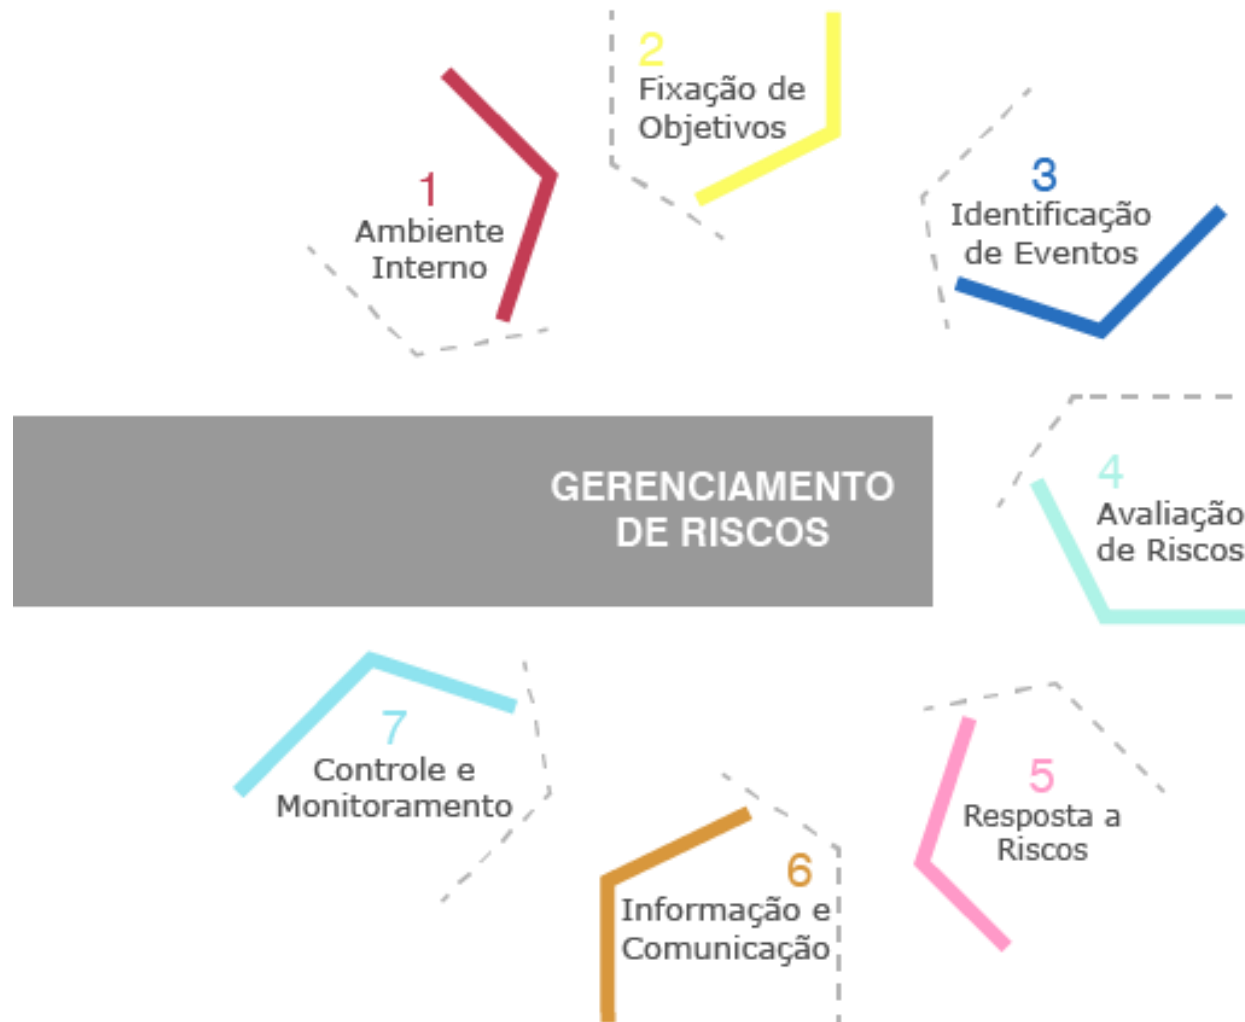 1
Ambiente
Interno
2
Fixação de
Objetivos
3
Identificação
de Eventos
GERENCIAMENTO
DE RISCOS
4
Avaliação
de Riscos
5
Resposta a
Riscos
6
Informação e
Comunicação
7
Controle e
Monitoramento